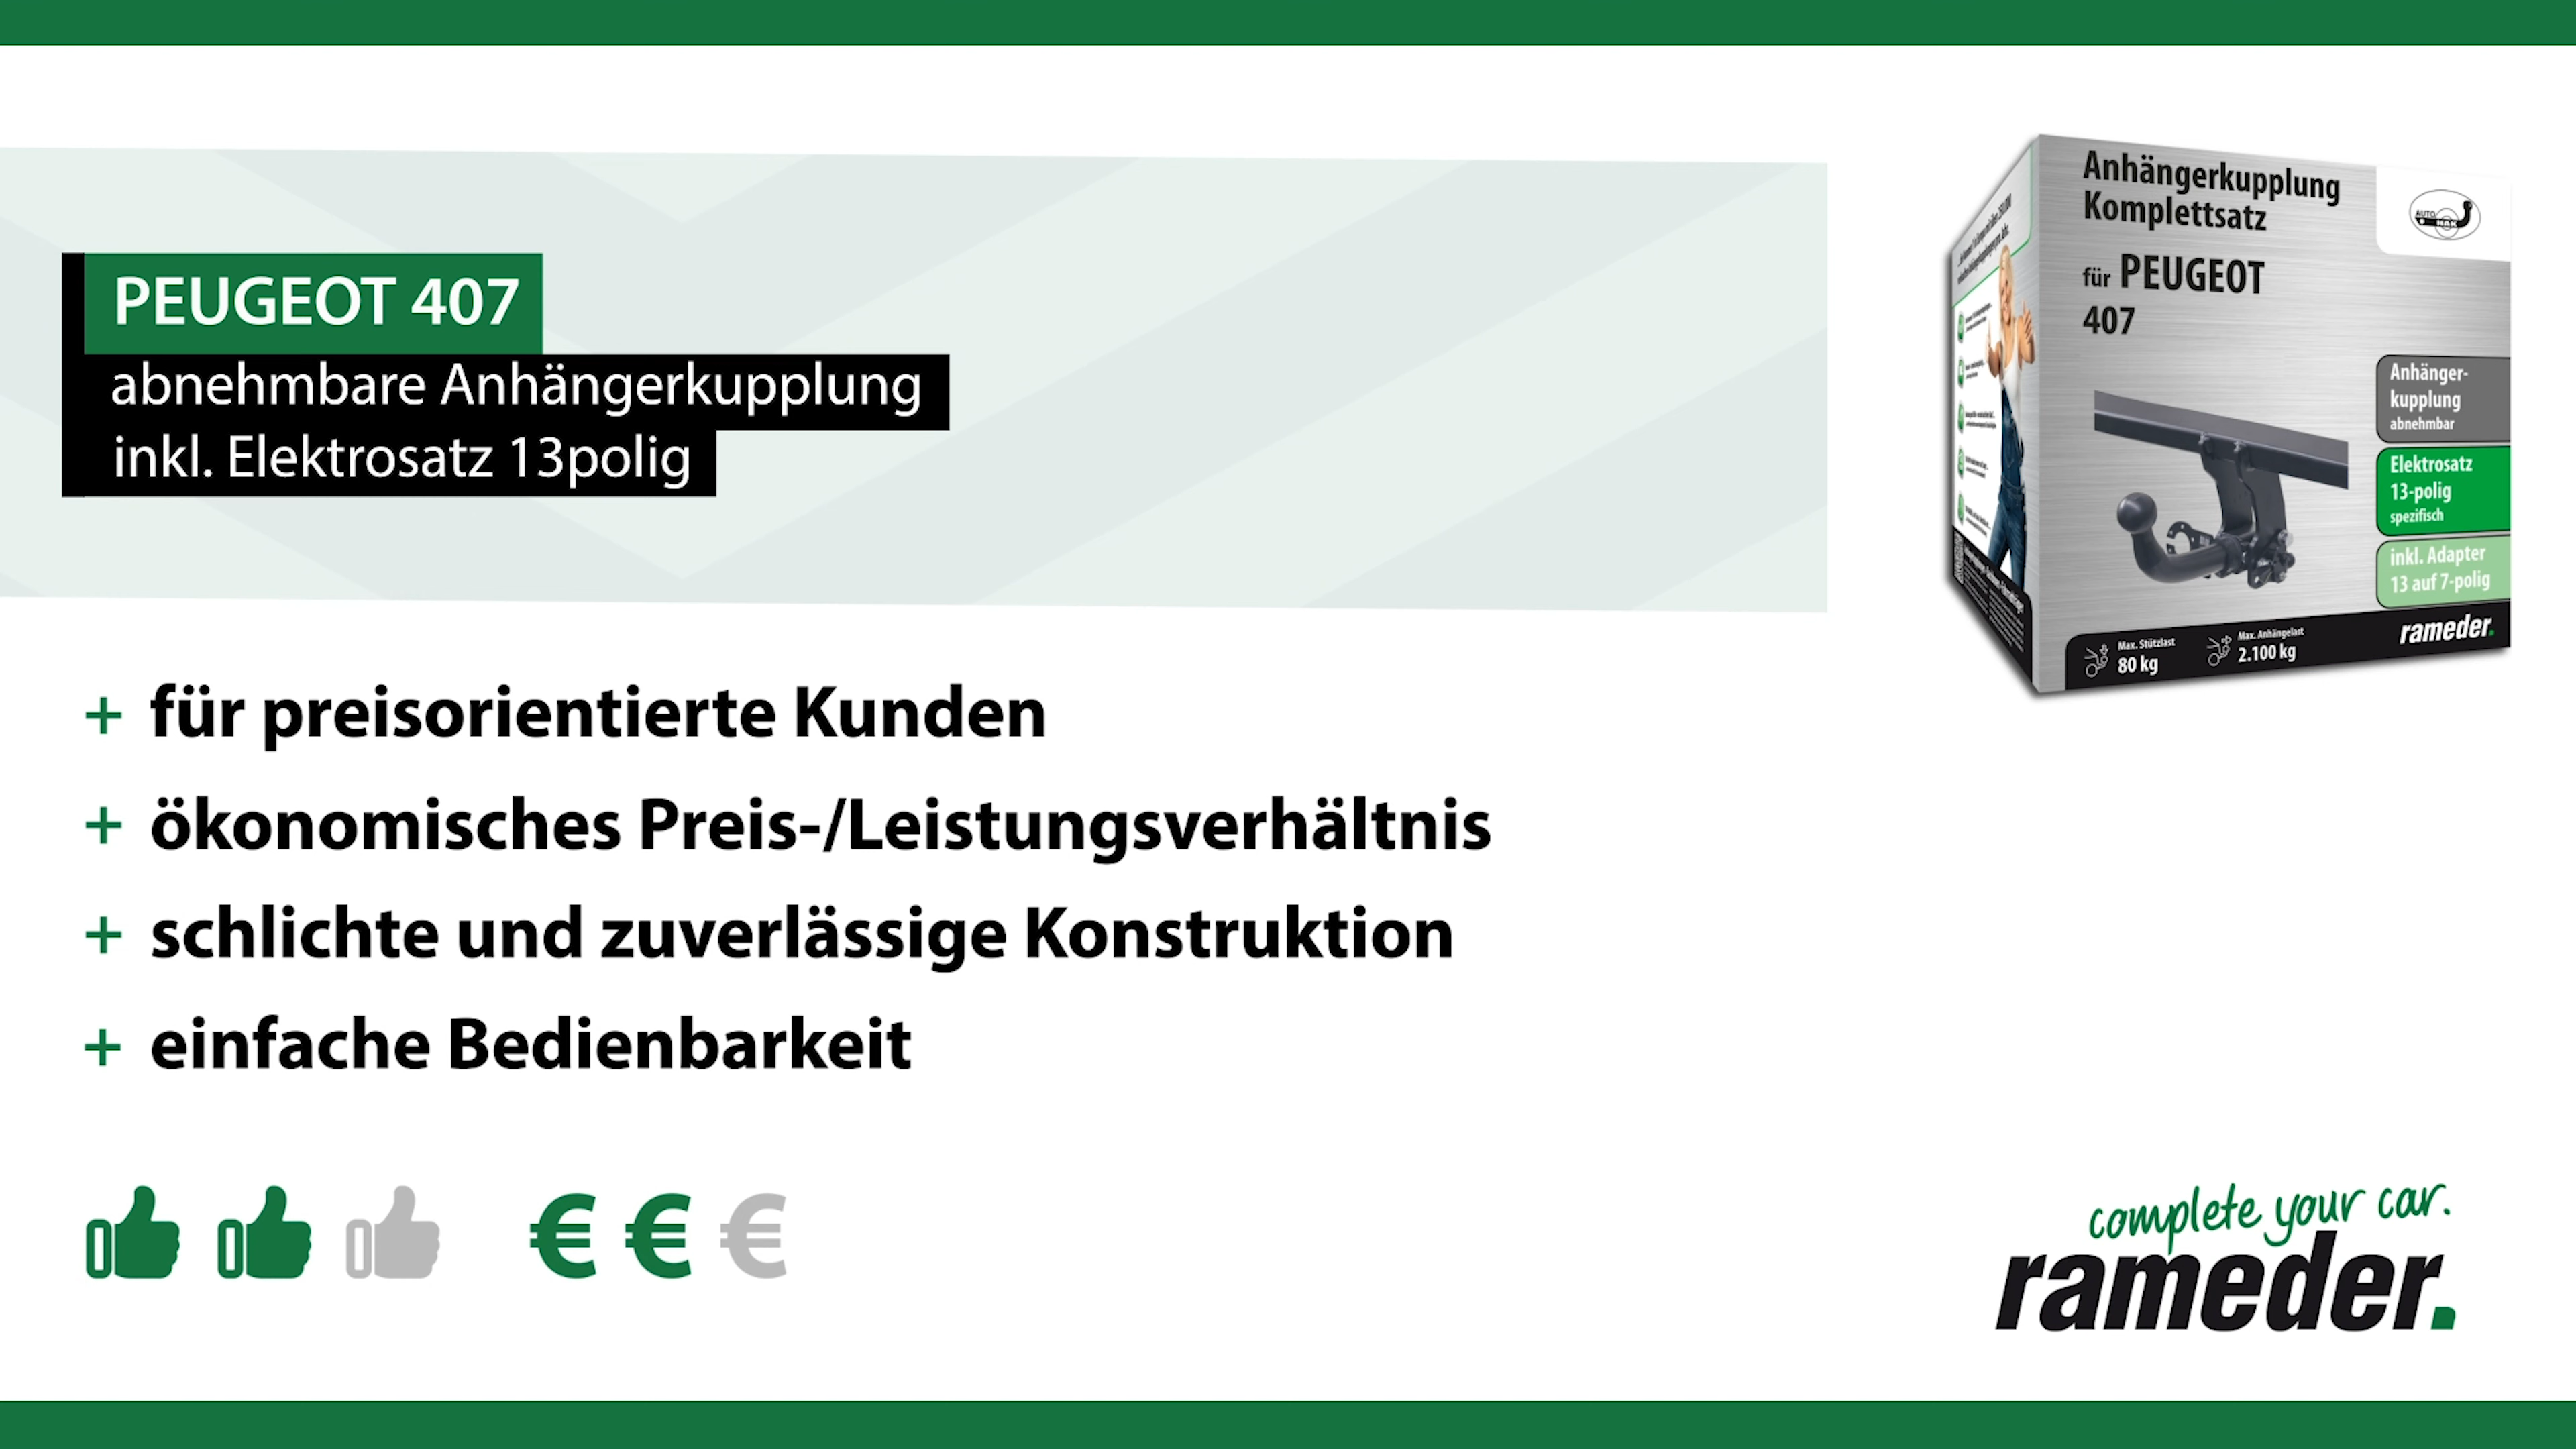 PEUGEOT 407
abnehmbare Anhängerkupplung
inkl. Elektrosatz 13polig
Anhängerkupplung
Komplettsatz
für PEUGEOT
407
AUTO
HAK
Anhänger-
kupplung
abnehmbar
Elektrosatz
13-polig
spezifisch
inkl. Adapter
13 auf 7-polig
Max. Stützlast
80 kg
Max. Anhängelast
2.100 kg
rameder.
+ für preisorientierte Kunden
+ ökonomisches Preis-/Leistungsverhältnis
+ schlichte und zuverlässige Konstruktion
+ einfache Bedienbarkeit
€ € €
complete your car.
rameder.